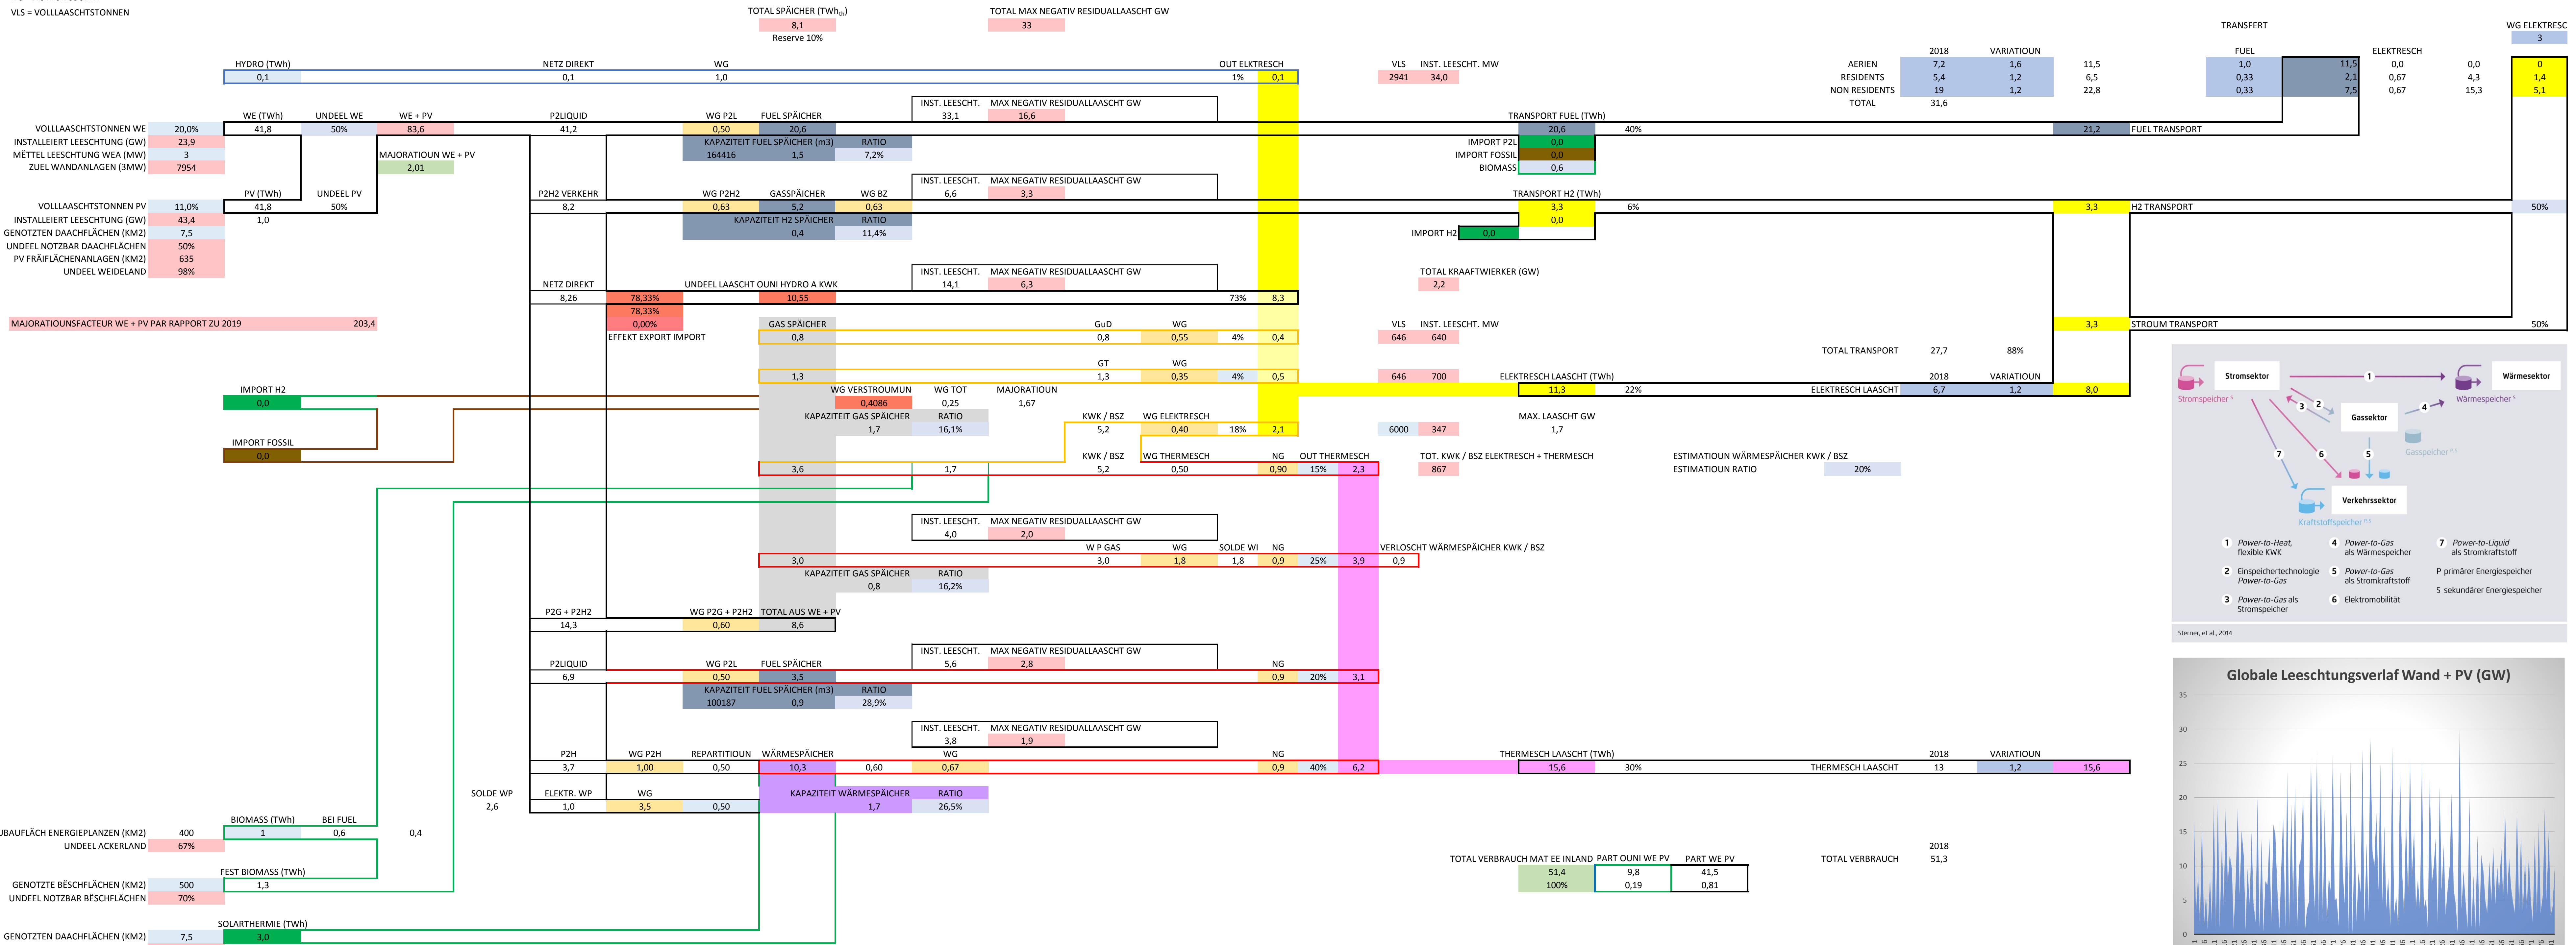 VLS = VOLLLAASCHTSTONNEN
TOTAL SPÄICHER (TWhth) TOTAL MAX NEGATIV RESIDUALLAASCHT GW
8,1 33
Reserve 10%
TRANSFERT WG ELEKTRESC
3
2018 VARIATIOUN FUEL ELEKTRESCH
HYDRO (TWh) NETZ DIREKT WG OUT ELKTRESCH VLS INST. LEESCHT. MW AERIEN 7,2 1,6 11,5 1,0 11,5 0,0 0,0 0
0,1 0,1 1,0 1% 0,1 2941 34,0 RESIDENTS 5,4 1,2 6,5 0,33 2,1 0,67 4,3 1,4
NON RESIDENTS 19 1,2 22,8 0,33 7,5 0,67 15,3 5,1
INST. LEESCHT. MAX NEGATIV RESIDUALLAASCHT GW TOTAL 31,6
WE (TWh) UNDEEL WE WE + PV P2LIQUID WG P2L FUEL SPÄICHER 33,1 16,6 TRANSPORT FUEL (TWh)
VOLLLAASTSTONNEN WE 20,0% 41,8 50% 83,6 41,2 0,50 20,6 20,6 40% 21,2 FUEL TRANSPORT
INSTALLEIERT LEESCHTUNG (GW) 23,9 KAPAZITEIT FUEL SPÄICHER (m3) RATIO IMPORT P2L 0,0
MËTTEL LEESCHTUNG WEA (MW) 3 MAJORATIOUN WE + PV 164416 1,5 7,2% IMPORT FOSSIL 0,0
ZUEL WANDANLAGEN (3MW) 7954 2,01 BIOMASS 0,6
INST. LEESCHT. MAX NEGATIV RESIDUALLAASCHT GW
PV (TWh) UNDEEL PV P2H2 VERKEHR WG P2H2 GASSPÄICHER WG BZ 6,6 3,3 TRANSPORT H2 (TWh)
VOLLLAASTSTONNEN PV 11,0% 41,8 50% 8,2 0,63 5,2 0,63 3,3 6% 3,3 H2 TRANSPORT 50%
INSTALLEIERT LEESCHTUNG (GW) 43,4 1,0 KAPAZITEIT H2 SPÄICHER RATIO 0,0
GENOTZTEN DAACHFLÄCHEN (KM2) 7,5 0,4 11,4% IMPORT H2 0,0
UNDEEL NOTZBAR DAACHFLÄCHEN 50%
PV FRÄIFLÄCHENANLAGEN (KM2) 635
UNDEEL WEIDELAND 98% INST. LEESCHT. MAX NEGATIV RESIDUALLAASCHT GW TOTAL KRAAFTWIERKER (GW)
NETZ DIREKT UNDEEL LAASCHT OUNI HYDRO A KWK 14,1 6,3 2,2
8,26 78,33% 10,55 73% 8,3
78,33%
MAJORATIOUNSFACTEUR WE + PV PAR RAPPORT ZU 2019 203,4 0,00% GAS SPÄICHER GuD WG VLS INST. LEESCHT. MW 3,3 STROUM TRANSPORT 50%
EFFEKT EXPORT IMPORT 0,8 0,8 0,55 4% 0,4 646 640
TOTAL TRANSPORT 27,7 88%
GT WG
1,3 1,3 0,35 4% 0,5 646 700 ELEKTRESCH LAASCHT (TWh) 2018 VARIATIOUN
IMPORT H2 WG VERSTROUMUN WG TOT MAJORATIOUN 11,3 22% ELEKTRESCH LAASCHT 6,7 1,2 8,0
0,0 0,4086 0,25 1,67
KAPAZITEIT GAS SPÄICHER RATIO KWK / BSZ WG ELEKTRESCH MAX. LAASCHT GW
1,7 16,1% 5,2 0,40 18% 2,1 6000 347 1,7
IMPORT FOSSIL
0,0 KWK / BSZ WG THERMESCH NG OUT THERMESCH TOT. KWK / BSZ ELEKTRESCH + THERMESCH ESTIMATIOUN WÄRMESPÄICHER KWK / BSZ
3,6 1,7 5,2 0,50 0,90 15% 2,3 867 ESTIMATIOUN RATIO 20%
INST. LEESCHT. MAX NEGATIV RESIDUALLAASCHT GW
4,0 2,0
W P GAS WG SOLDE WI NG VERLOSCHT WÄRMESPÄICHER KWK / BSZ
3,0 3,0 1,8 1,8 0,9 25% 3,9 0,9
KAPAZITEIT GAS SPÄICHER RATIO
0,8 16,2%
P2G + P2H2 WG P2G + P2H2 TOTAL AUS WE + PV
14,3 0,60 8,6
INST. LEESCHT. MAX NEGATIV RESIDUALLAASCHT GW
P2LIQUID WG P2L FUEL SPÄICHER 5,6 2,8 NG
6,9 0,50 3,5 0,9 20% 3,1
KAPAZITEIT FUEL SPÄICHER (m3) RATIO
100187 0,9 28,9%
INST. LEESCHT. MAX NEGATIV RESIDUALLAASCHT GW
3,8 1,9
P2H WG P2H REPARTITIOUN WÄRMESPÄICHER WG NG THERMESCH LAASCHT (TWh) 2018 VARIATIOUN
3,7 1,00 0,50 10,3 0,60 0,67 0,9 40% 6,2 15,6 30% THERMESCH LAASCHT 13 1,2 15,6
SOLDE WP ELEKTR. WP WG KAPAZITEIT WÄRMESPÄICHER RATIO
2,6 1,0 3,5 0,50 1,7 26,5%
BIOMASS (TWh) BEI FUEL
UBAUFLÄCH ENERGIEPLANZEN (KM2) 400 1 0,6 0,4
UNDEEL ACKERLAND 67%
2018
TOTAL VERBRAUCH MAT EE INLAND PART OUNI WE PV PART WE PV TOTAL VERBRAUCH 51,3
FEST BIOMASS (TWh) 51,4 9,8 41,5
GENOTZTE BËSCHFLÄCHEN (KM2) 500 1,3 100% 0,19 0,81
UNDEEL NOTZBAR BËSCHFLÄCHEN 70%
SOLARTHERMIE (TWh)
GENOTZTEN DAACHFLÄCHEN (KM2) 7,5 3,0
Stromsektor 1 Wärmesektor
Stromspeicher S Wärmespeicher S
3 2 Gassektor 4
7 6 5 Gasspeicher
Verkehrssektor
Kraftstoffspeicher
1 Power-to-Heat, flexible KWK
2 Einspeichertechnologie Power-to-Gas
3 Power-to-Gas als Stromspeicher
4 Power-to-Gas als Wärmespeicher
5 Power-to-Gas als Stromkraftstoff
6 Elektromobilität
7 Power-to-Liquid als Stromkraftstoff
P primärer Energiespeicher
S sekundärer Energiespeicher
Sterner, et al., 2014
Globale Leeschtungsverlaf Wand + PV (GW)
35
30
25
20
15
10
5
0